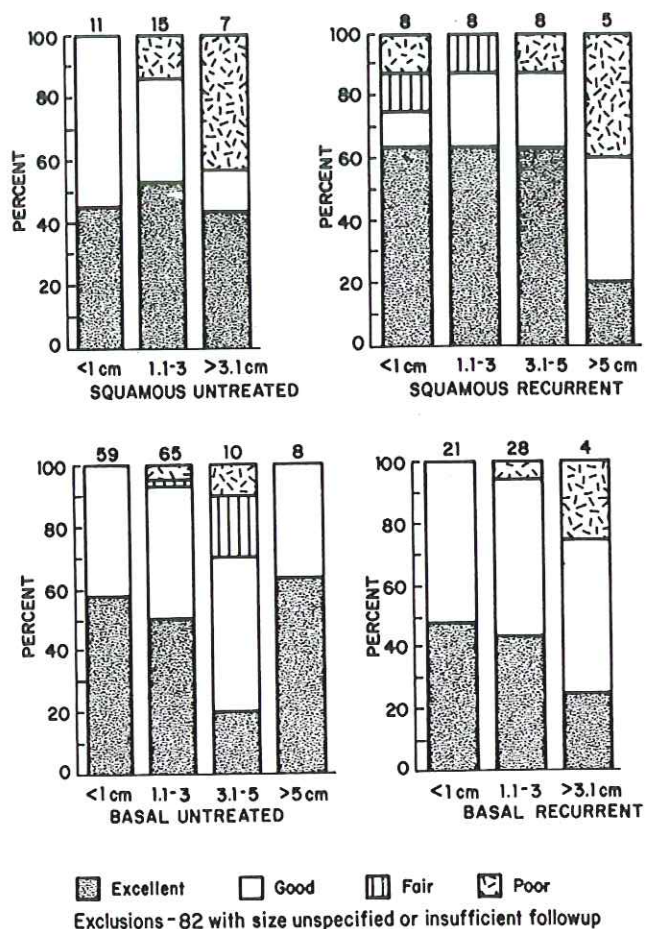 11 15 7
100
80
60
40
20
0
PERCENT
<1 cm 1.1-3 >3.1 cm
SQUAMOUS UNTREATED
8 8 8 5
100
80
60
40
20
0
PERCENT
<1 cm 1.1-3 3.1-5 >5 cm
SQUAMOUS RECURRENT
59 65 10 8
100
80
60
40
20
0
PERCENT
<1 cm 1.1-3 3.1-5 >5cm
BASAL UNTREATED
21 28 4
100
80
60
40
20
0
PERCENT
<1 cm 1.1-3 >3.1cm
BASAL RECURRENT
Excellent Good Fair Poor
Exclusions - 82 with size unspecified or insufficient followup